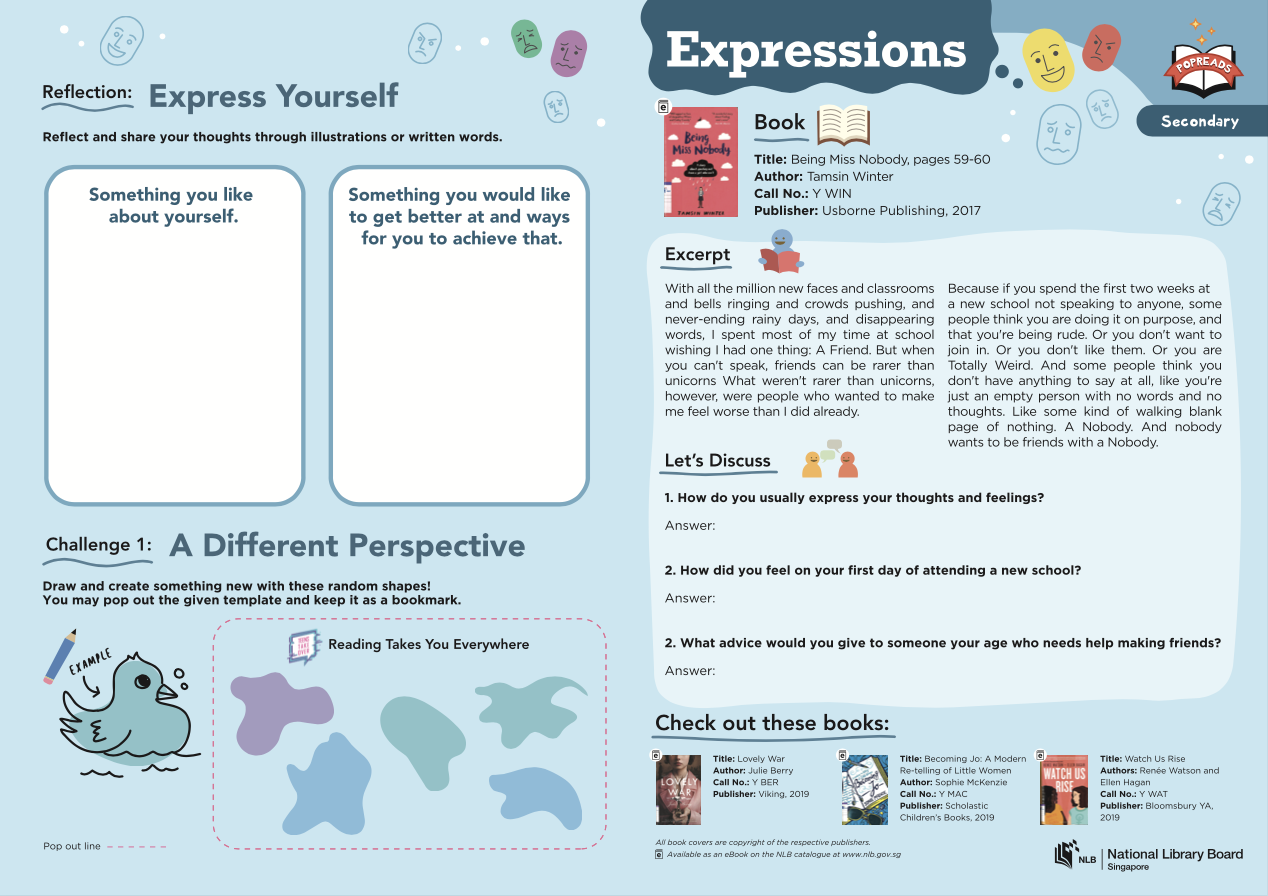 Reflection: Express Yourself
Reflect and share your thoughts through illustrations or written words.
Something you like
about yourself.
Something you would like
to get better at and ways
for you to achieve that.
Challenge 1: A Different Perspective
Draw and create something new with these random shapes!
You may pop out the given template and keep it as a bookmark.
EXAMPLE
Reading Takes You Everywhere
Pop out line
Expressions
POPREADS
Secondary
Being
Miss Nobody
TAMSIN WINTER
Book
Title: Being Miss Nobody, pages 59-60
Author: Tamsin Winter
Call No.: Y WIN
Publisher: Usborne Publishing, 2017
Excerpt
With all the million new faces and classrooms
and bells ringing and crowds pushing, and
never-ending rainy days, and disappearing
words, I spent most of my time at school
wishing I had one thing: A Friend. But when
you can't speak, friends can be rarer than
unicorns What weren't rarer than unicorns,
however, were people who wanted to make
me feel worse than I did already.
Because if you spend the first two weeks at
a new school not speaking to anyone, some
people think you are doing it on purpose, and
that you're being rude. Or you don't want to
join in. Or you don't like them. Or you are
Totally Weird. And some people think you
don't have anything to say at all, like you're
just an empty person with no words and no
thoughts. Like some kind of walking blank
page of nothing. A Nobody. And nobody
wants to be friends with a Nobody.
Let's Discuss
1. How do you usually express your thoughts and feelings?
Answer:
2. How did you feel on your first day of attending a new school?
Answer:
2. What advice would you give to someone your age who needs help making friends?
Answer:
Check out these books:
LOVELY
WAR
Title: Lovely War
Author: Julie Berry
Call No.: Y BER
Publisher: Viking, 2019
Title: Becoming Jo: A Modern
Re-telling of Little Women
Author: Sophie McKenzie
Call No.: Y MAC
Publisher: Scholastic
Children's Books, 2019
WATCH US
RISE
Title: Watch Us Rise
Authors: Renée Watson and
Ellen Hagan
Call No.: Y WAT
Publisher: Bloomsbury YA,
2019
All book covers are copyright of the respective publishers.
Available as an eBook on the NLB catalogue at www.nlb.gov.sg
NLB National Library Board
Singapore